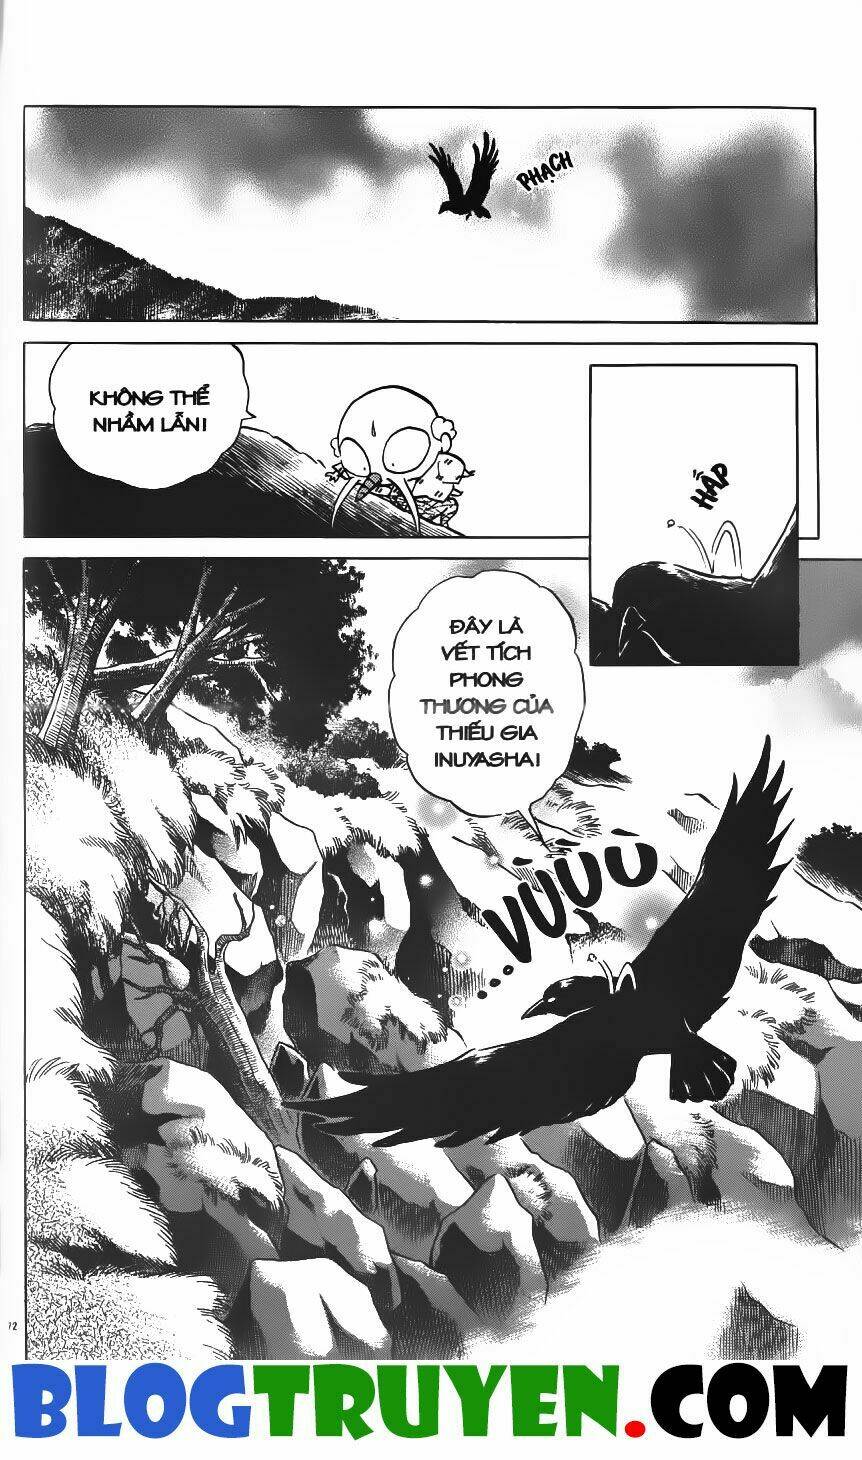 PHẠCH
KHÔNG THỂ
NHẦM LẪN!
HẤP
ĐÂY LÀ
VẾT TÍCH
PHONG
THƯƠNG CỦA
THIẾU GIA
INUYASHA!
...VÙÙÙ
72
BLOGTRUYEN.COM